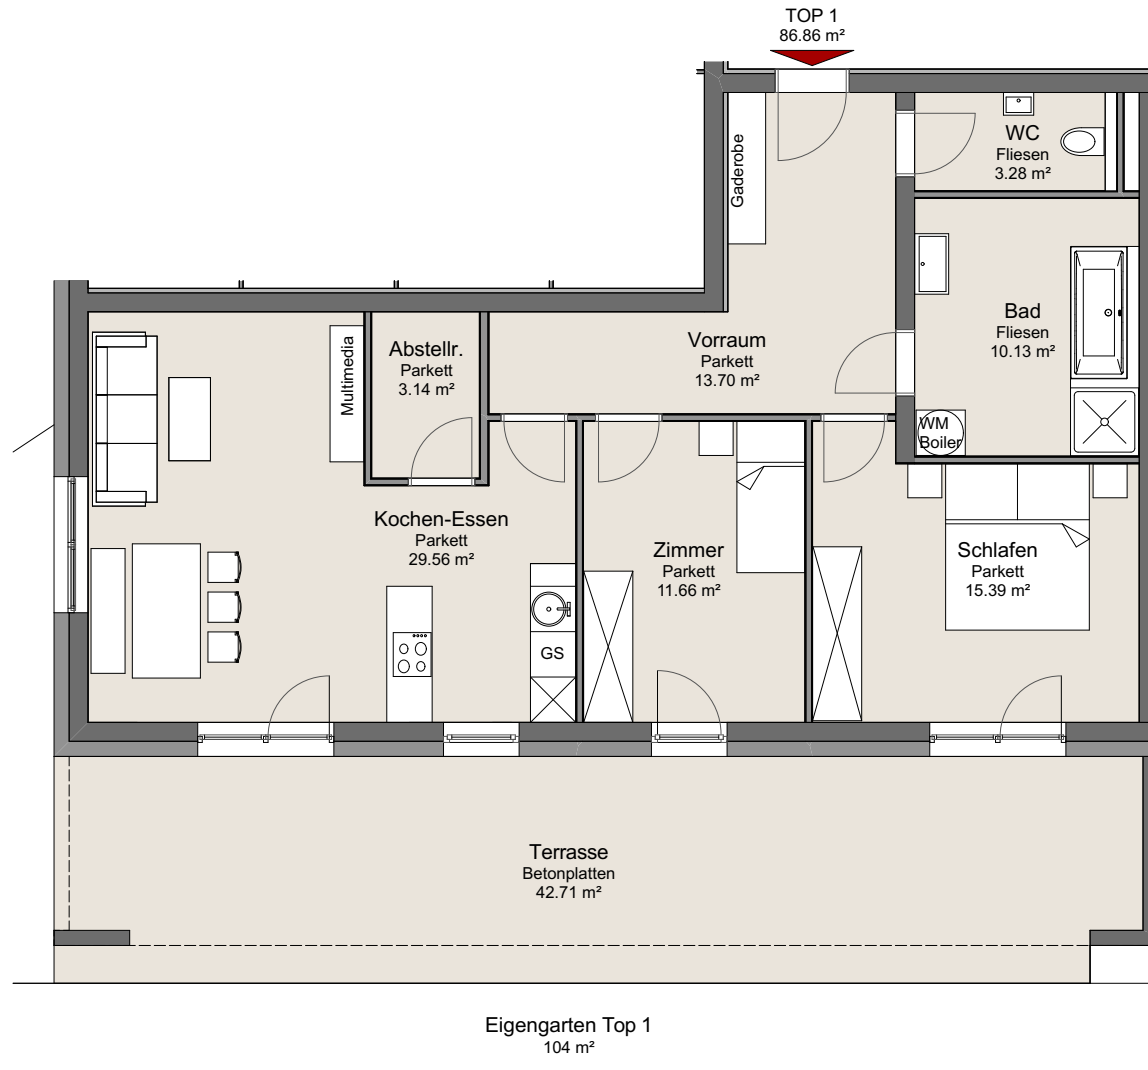 TOP 1
86.86 m²
Gaderobe
WC
Fliesen
3.28 m²
Bad
Fliesen
10.13 m²
Vorraum
Parkett
13.70 m²
Abstellr.
Parkett
3.14 m²
Multimedia
WM
Boiler
Kochen-Essen
Parkett
29.56 m²
Zimmer
Parkett
11.66 m²
Schlafen
Parkett
15.39 m²
GS
Terrasse
Betonplatten
42.71 m²
Eigengarten Top 1
104 m²